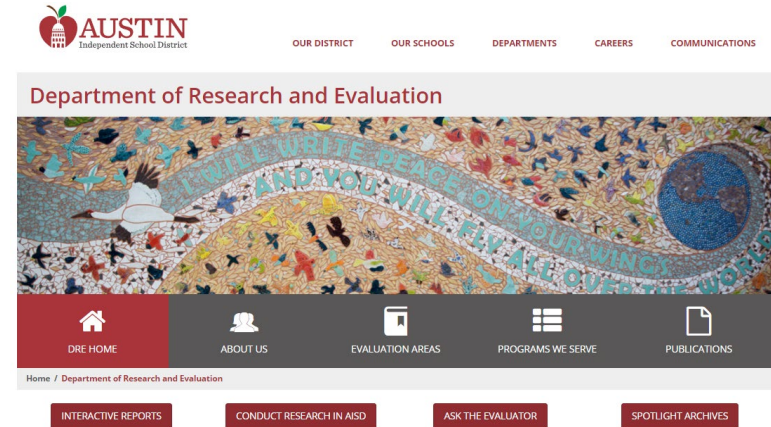 AUSTIN
Independent School District
OUR DISTRICT OUR SCHOOLS DEPARTMENTS CAREERS COMMUNICATIONS
Department of Research and Evaluation
I WILL WRITE PEACE ON YOUR WINGS
AND YOU WILL FLY ALL OVER THE WORLD
DRE HOME ABOUT US EVALUATION AREAS PROGRAMS WE SERVE PUBLICATIONS
Home / Department of Research and Evaluation
INTERACTIVE REPORTS CONDUCT RESEARCH IN AISD ASK THE EVALUATOR SPOTLIGHT ARCHIVES